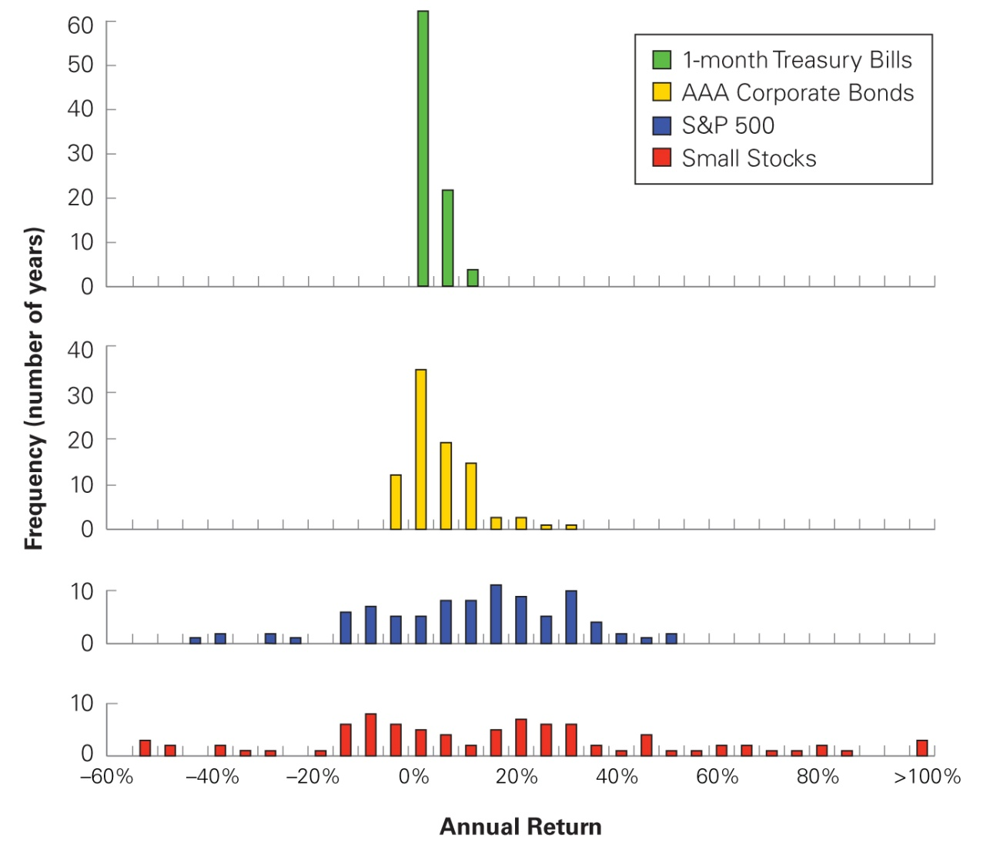 60
50
40
30
20
10
0
1-month Treasury Bills
AAA Corporate Bonds
S&P 500
Small Stocks
Frequency (number of years)
40
30
20
10
0
10
0
10
0
–60% –40% –20% 0% 20% 40% 60% 80% >100%
Annual Return